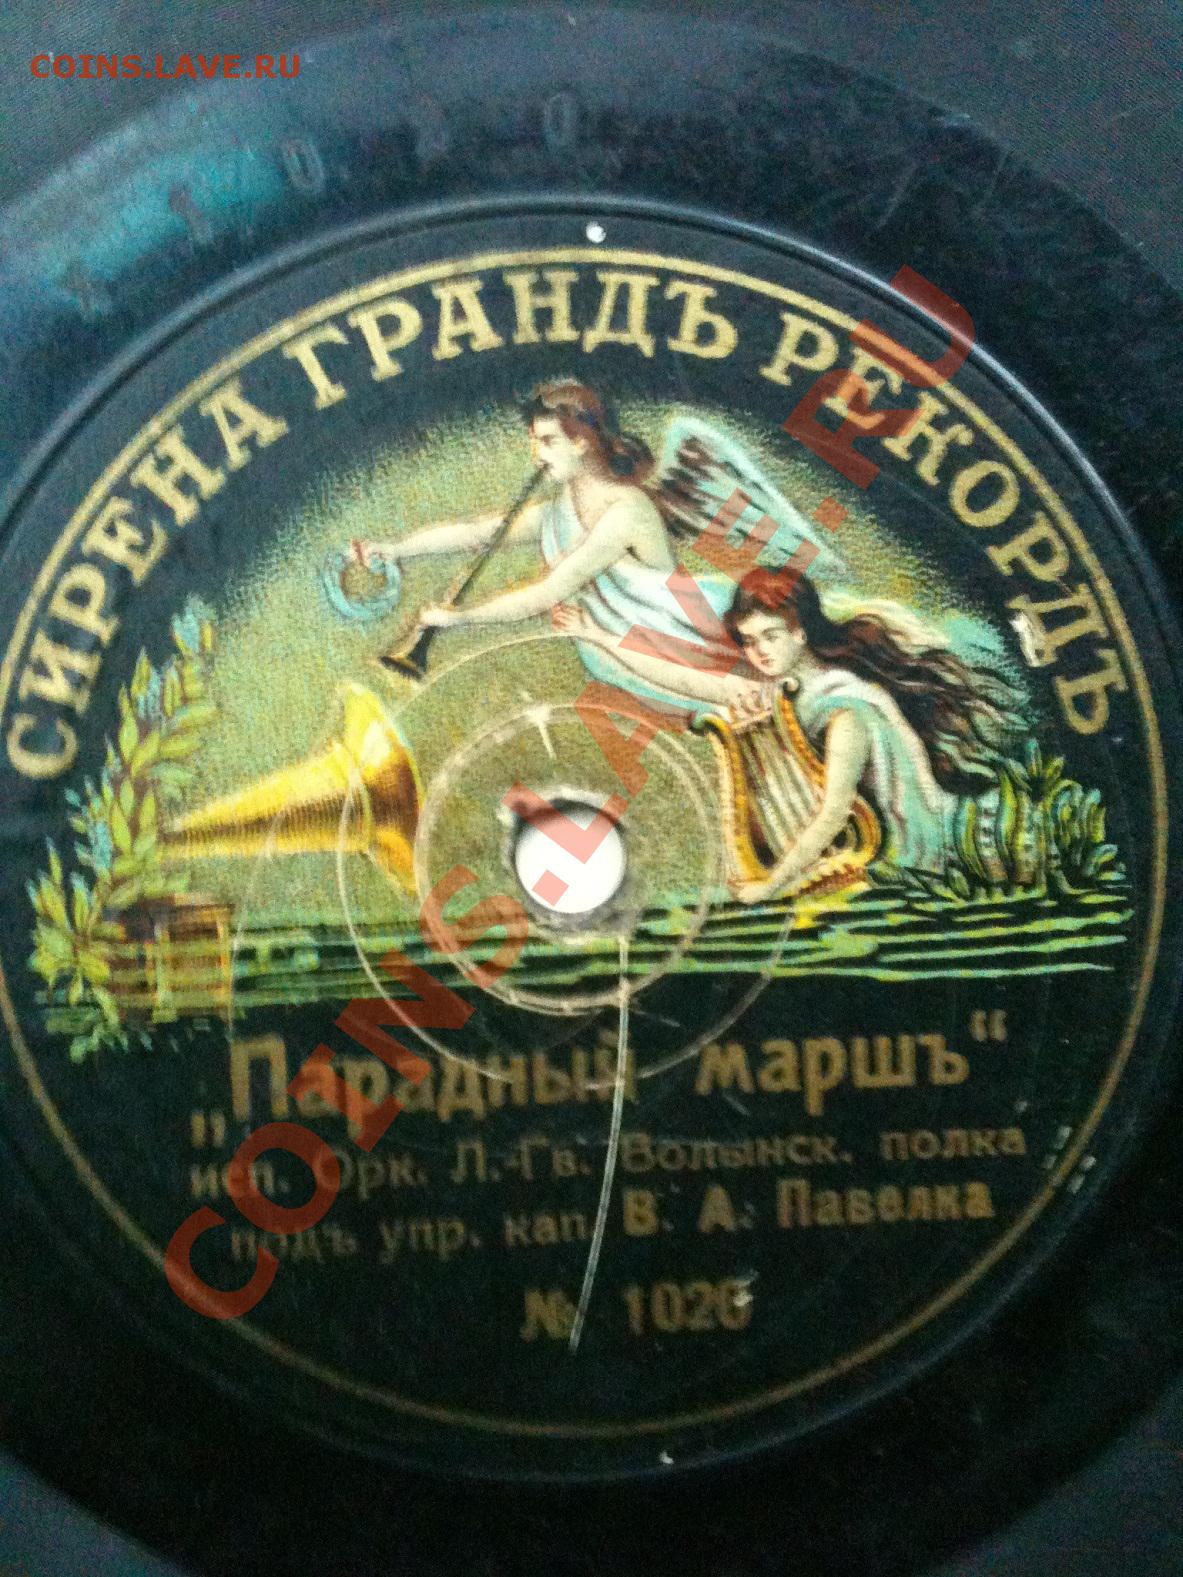 COINS.LAVE.RU
СИРЕНА ГРАНДЪ РЕКОРДЪ
„Парадный маршъ“
исп. Орк. Л.-Гв. Волынск. полка
подъ упр. кап. В. А. Павелка
№ 1026
COINS.LAVE.RU